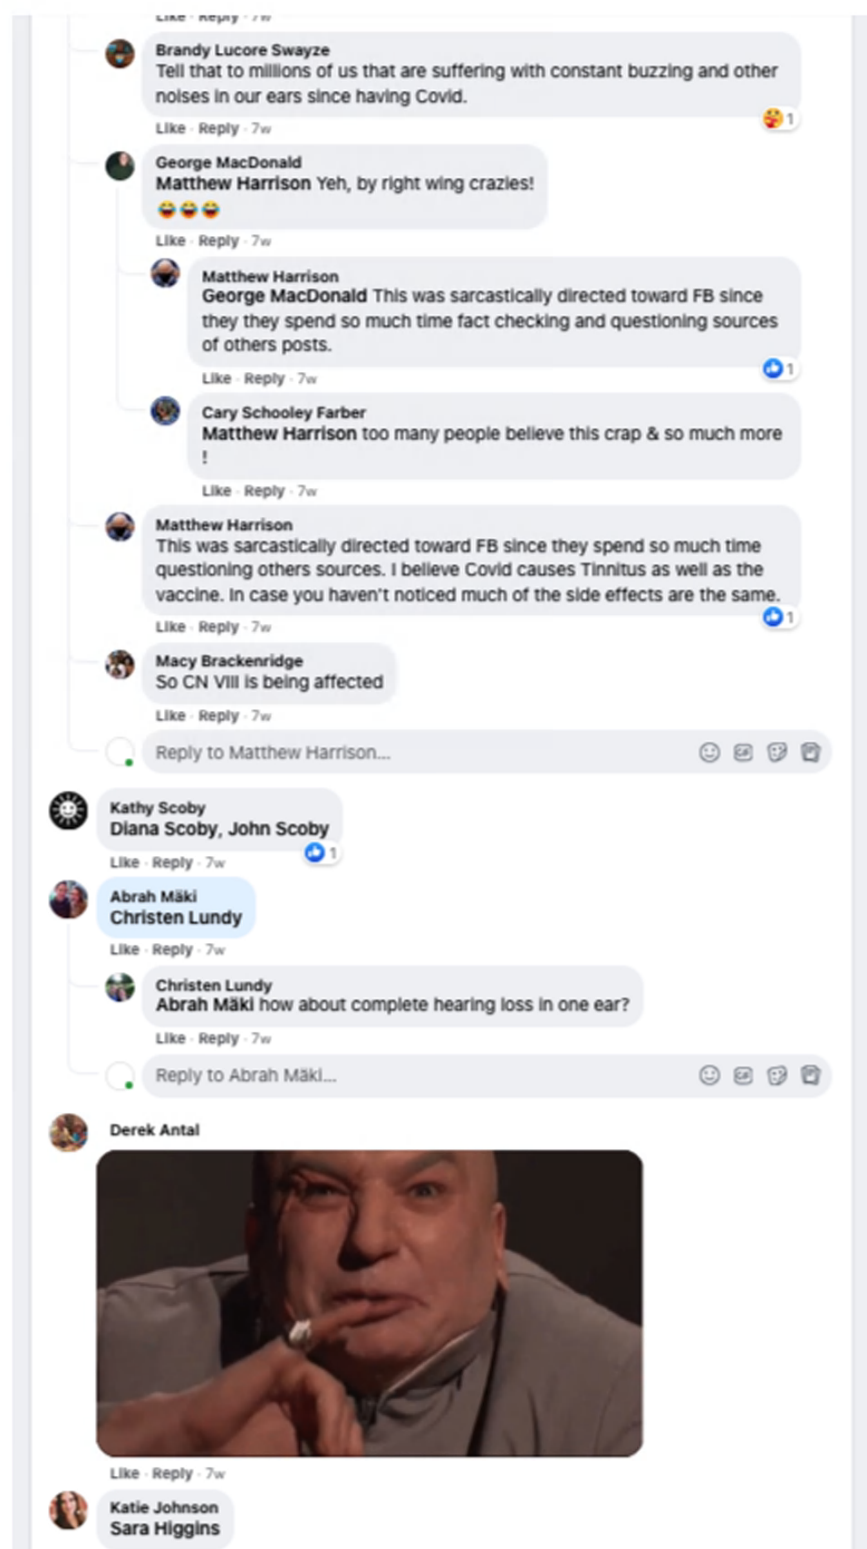 Like · Reply · 7w
Brandy Lucore Swayze
Tell that to millions of us that are suffering with constant buzzing and other
noises in our ears since having Covid.
1
Like · Reply · 7w
George MacDonald
Matthew Harrison Yeh, by right wing crazies!
😂😂😂
Like · Reply · 7w
Matthew Harrison
George MacDonald This was sarcastically directed toward FB since
they they spend so much time fact checking and questioning sources
of others posts.
1
Like · Reply · 7w
Cary Schooley Farber
Matthew Harrison too many people believe this crap & so much more
!
Like · Reply · 7w
Matthew Harrison
This was sarcastically directed toward FB since they spend so much time
questioning others sources. I believe Covid causes Tinnitus as well as the
vaccine. In case you haven't noticed much of the side effects are the same.
1
Like · Reply · 7w
Macy Brackenridge
So CN VIII is being affected
Like · Reply · 7w
Reply to Matthew Harrison...
GIF
Kathy Scoby
Diana Scoby, John Scoby
1
Like · Reply · 7w
Abrah Mäki
Christen Lundy
Like · Reply · 7w
Christen Lundy
Abrah Mäki how about complete hearing loss in one ear?
Like · Reply · 7w
Reply to Abrah Mäki...
GIF
Derek Antal
Like · Reply · 7w
Katie Johnson
Sara Higgins